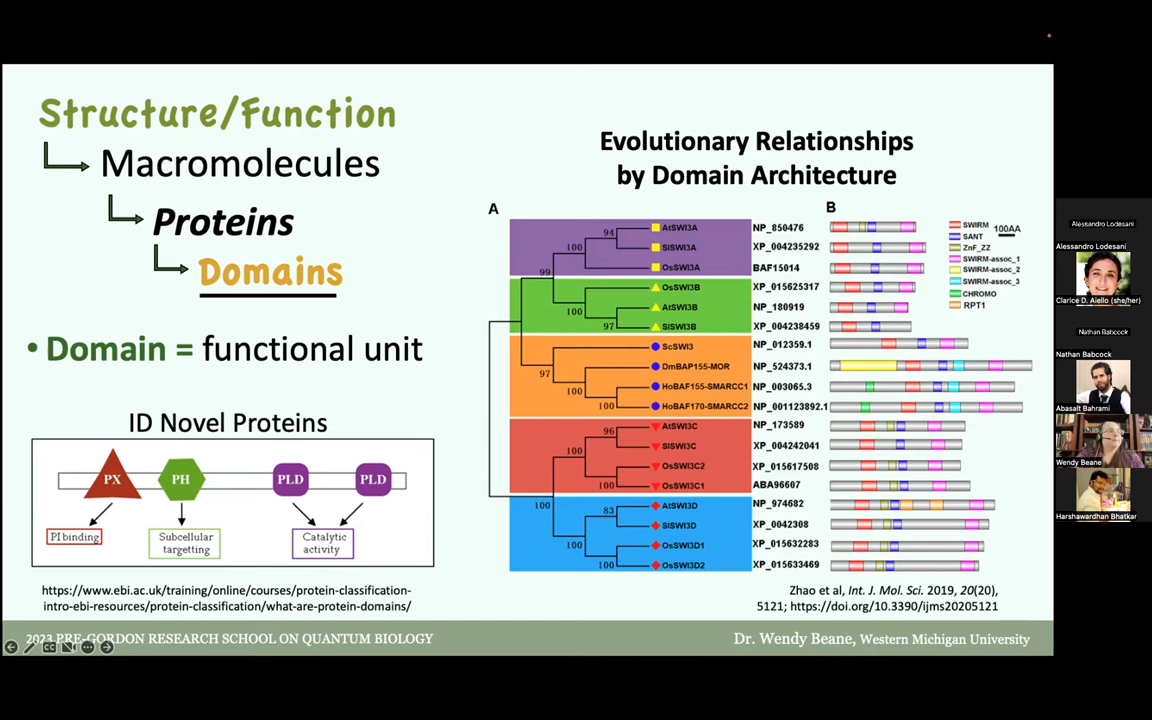 Structure/Function
Macromolecules
Proteins
Domains
• Domain = functional unit
ID Novel Proteins
PX
PH
PLD
PLD
PI binding
Subcellular
targetting
Catalytic
activity
https://www.ebi.ac.uk/training/online/courses/protein-classification-
intro-ebi-resources/protein-classification/what-are-protein-domains/
Evolutionary Relationships
by Domain Architecture
A
B
94
100
99
100
97
97
100
100
96
100
100
100
83
100
100
AtSWI3A NP_850476
SlSWI3A XP_004235292
OsSWI3A BAF15014
OsSWI3B XP_015625317
AtSWI3B NP_180919
SlSWI3B XP_004238459
ScSWI3 NP_012359.1
DmBAP155-MOR NP_524373.1
HoBAF155-SMARCC1 NP_003065.3
HoBAF170-SMARCC2 NP_001123892.1
AtSWI3C NP_173589
SlSWI3C XP_004242041
OsSWI3C2 XP_015617508
OsSWI3C1 ABA96607
AtSWI3D NP_974682
SlSWI3D XP_0042308
OsSWI3D1 XP_015632283
OsSWI3D2 XP_015633469
SWIRM
SANT
ZnF_ZZ
SWIRM-assoc_1
SWIRM-assoc_2
SWIRM-assoc_3
CHROMO
RPT1
100AA
Zhao et al, Int. J. Mol. Sci. 2019, 20(20),
5121; https://doi.org/10.3390/ijms20205121
2023 PRE-GORDON RESEARCH SCHOOL ON QUANTUM BIOLOGY
Dr. Wendy Beane, Western Michigan University
CC
Alessandro Lodesani
Alessandro Lodesani
Clarice D. Aiello (she/her)
Nathan Babcock
Nathan Babcock
Abasalt Bahrami
Wendy Beane
Harshawardhan Bhatkar